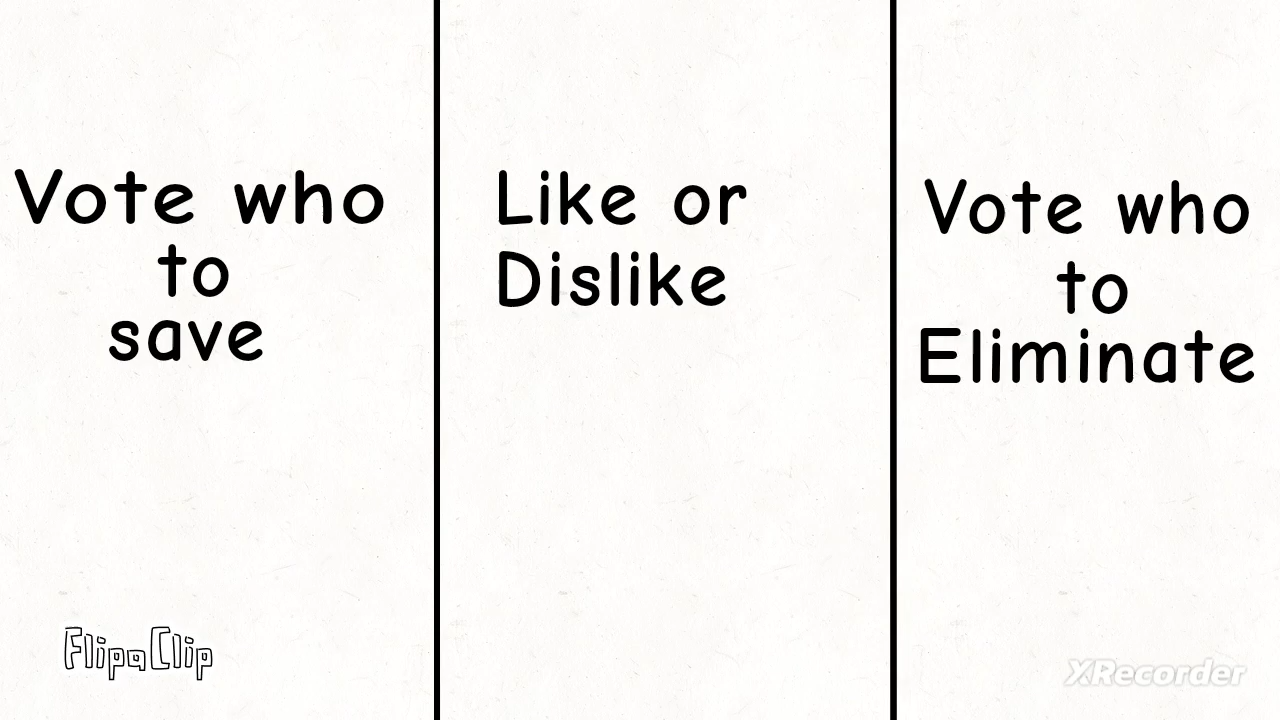 Vote who
to
save
Like or
Dislike
Vote who
to
Eliminate
FlipaClip
XRecorder